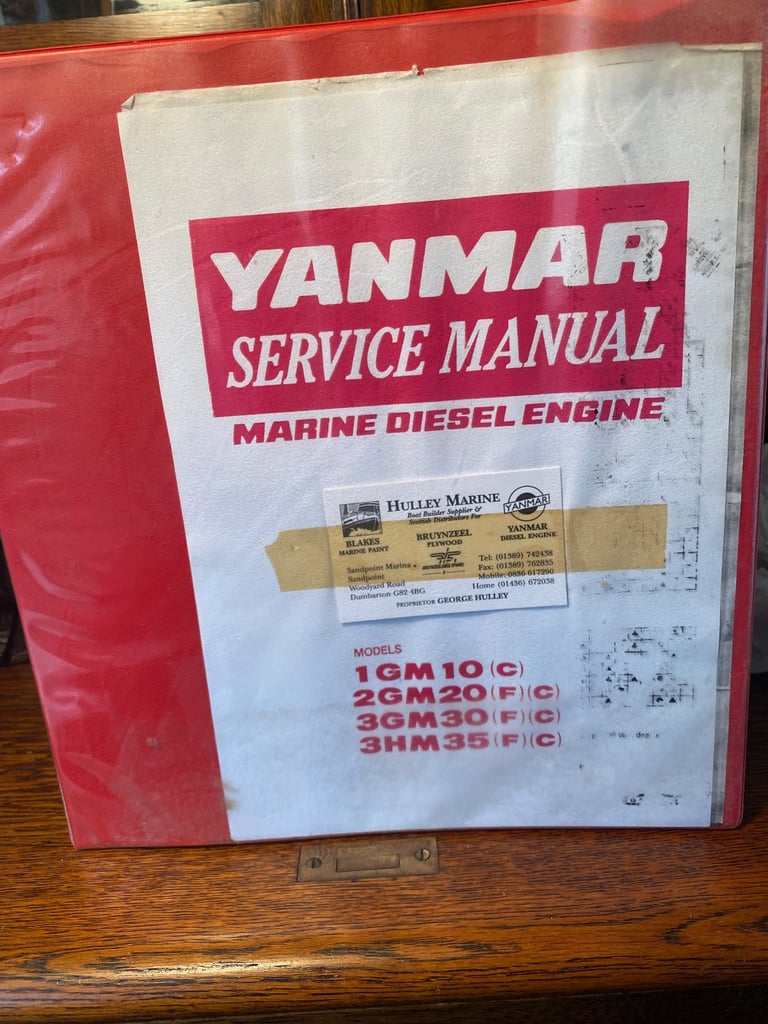 YANMAR
SERVICE MANUAL
MARINE DIESEL ENGINE
HULLEY MARINE
Boat Builder Supplier &
Scottish Distributors For
YANMAR
BLAKES
MARINE PAINT
BRUYNZEEL
PLYWOOD
YANMAR
DIESEL ENGINE
Sandpoint Marina
Sandpoint
Woodyard Road
Dumbarton G82 4BG
Tel: (01389) 742438
Fax: (01389) 762835
Mobile: 0836 617290
Home (01436) 672038
PROPRIETOR GEORGE HULLEY
MODELS
1GM10(C)
2GM20(F)(C)
3GM30(F)(C)
3HM35(F)(C)